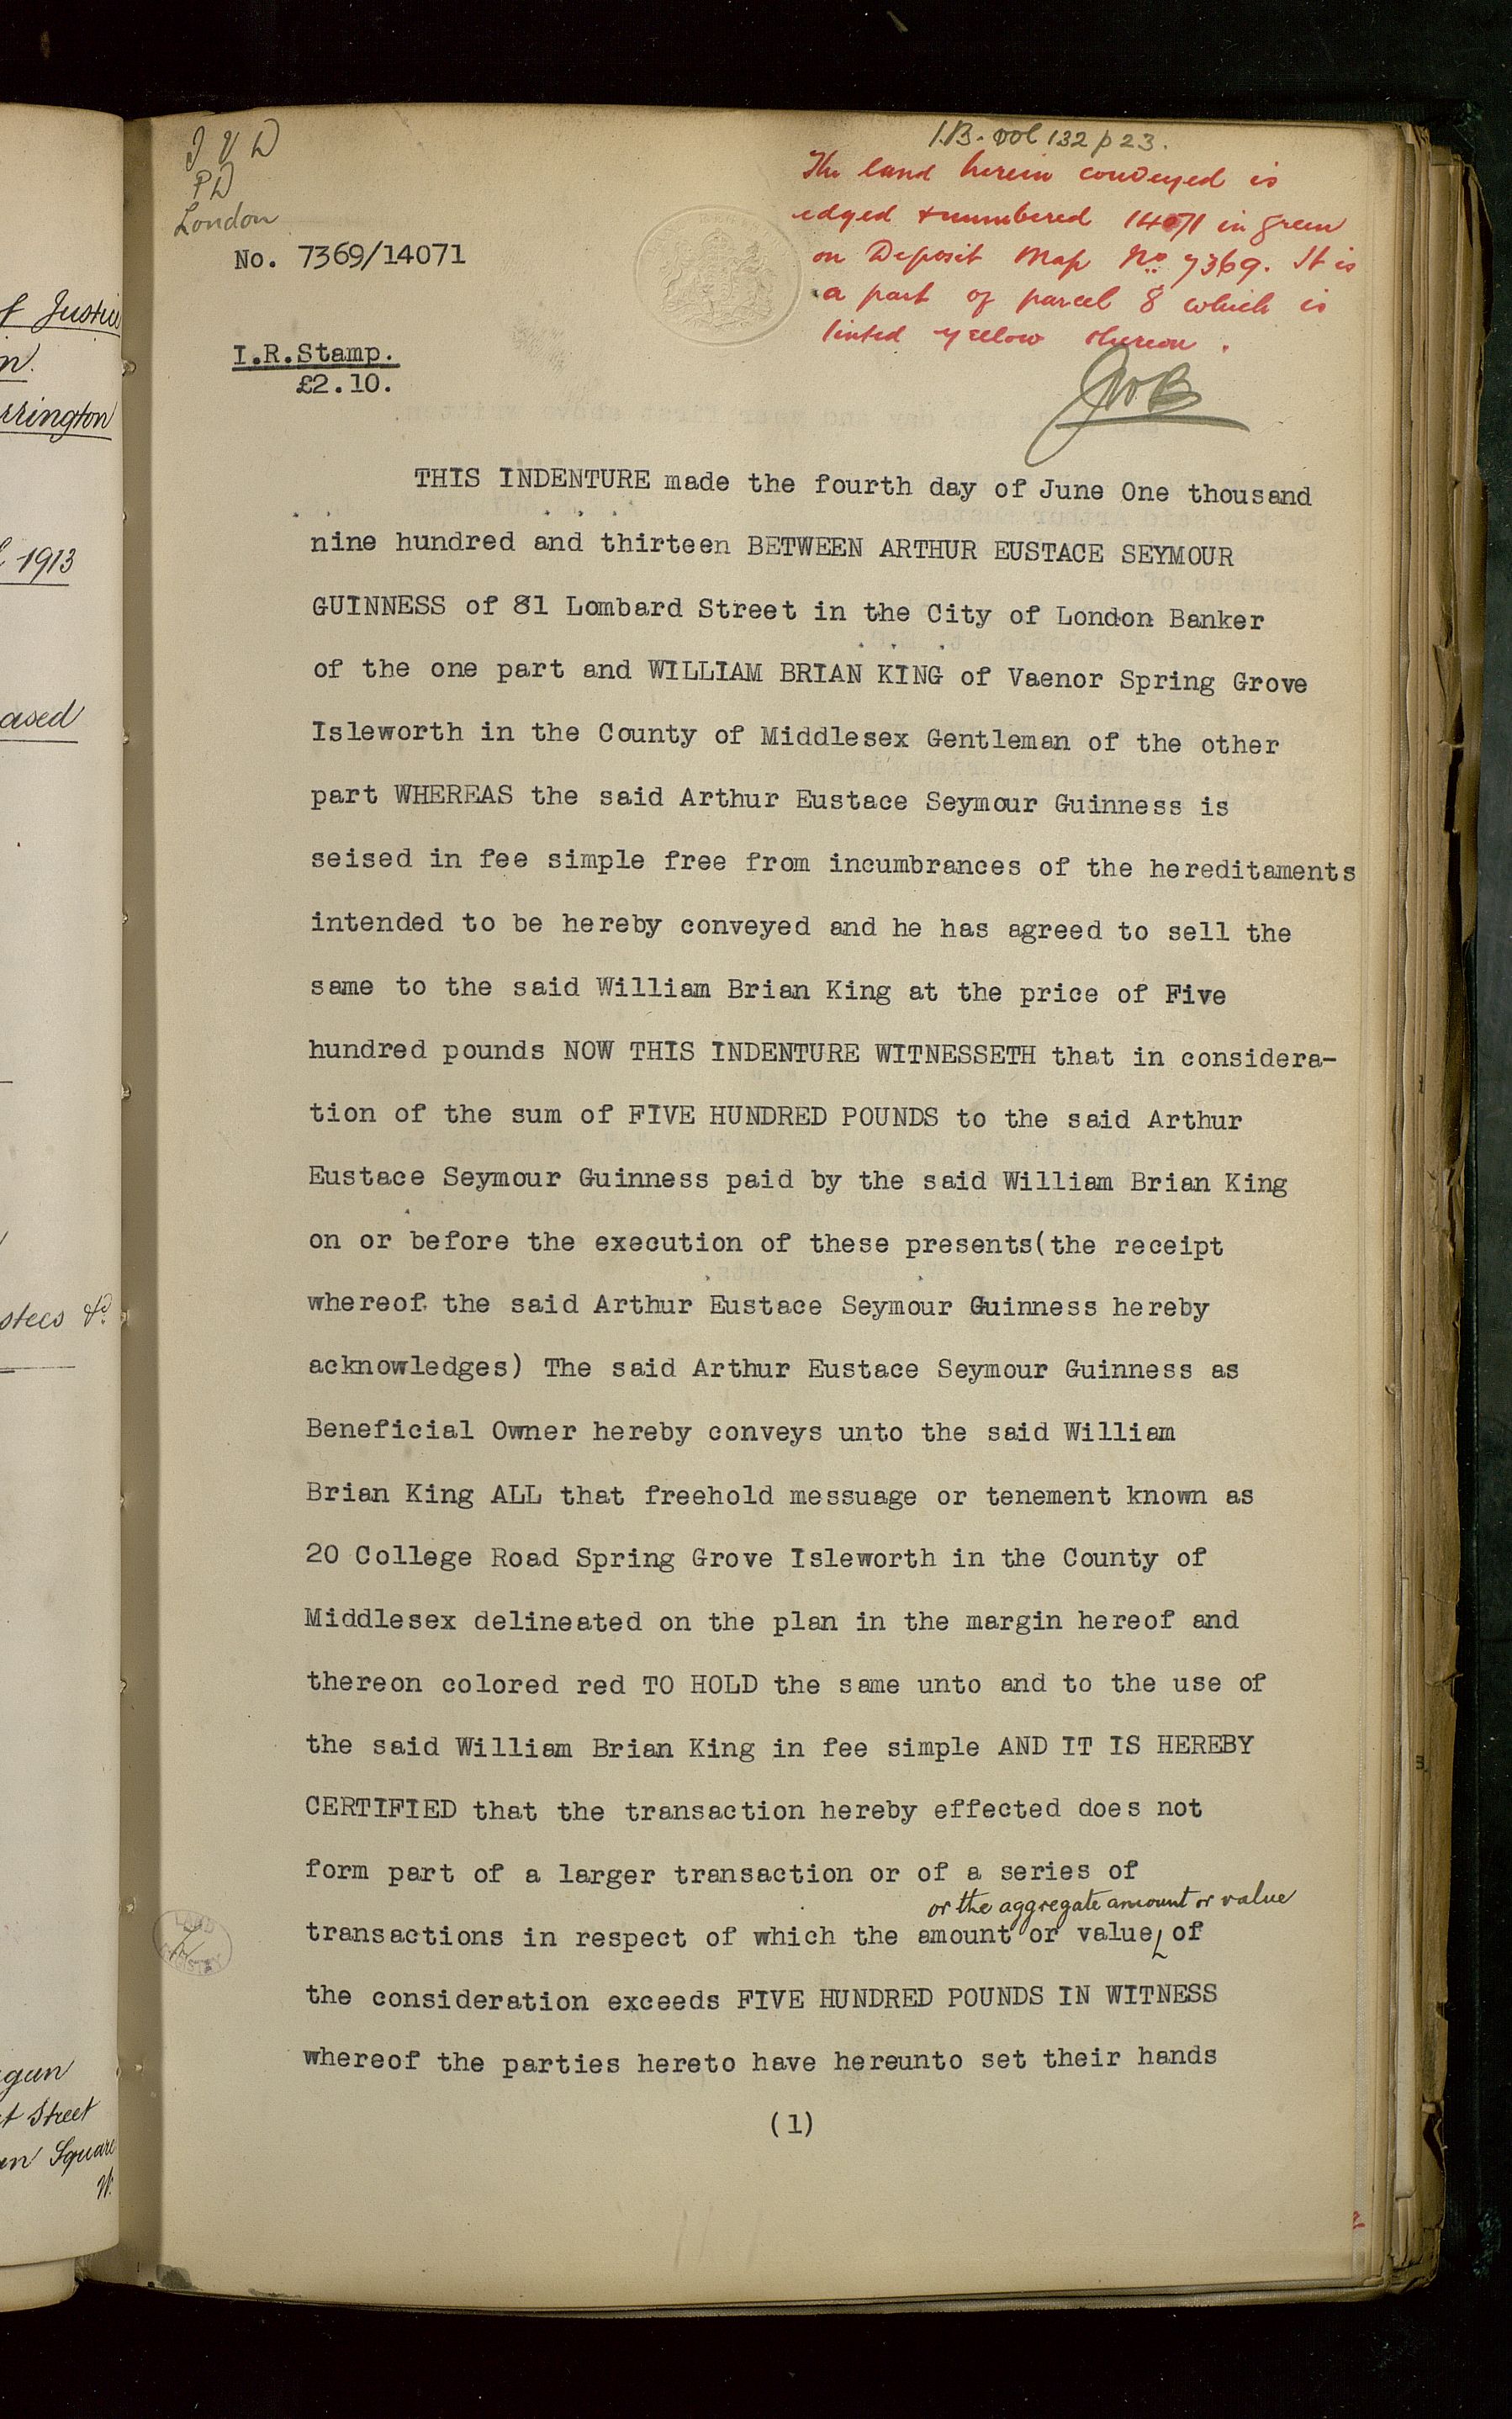 f Justice
n.
rrington
1913
ased
stees &c.
gan
t Street
en Square
W.
I V D
P D
London
No. 7369/14071
I.R.Stamp.
£2.10.
I.B. vol 132 p 23.
The land herein conveyed is
edged & numbered 14071 in green
on Deposit Map No 7369. It is
a part of parcel 8 which is
tinted yellow thereon.
THIS INDENTURE made the fourth day of June One thousand
nine hundred and thirteen BETWEEN ARTHUR EUSTACE SEYMOUR
GUINNESS of 81 Lombard Street in the City of London Banker
of the one part and WILLIAM BRIAN KING of Vaenor Spring Grove
Isleworth in the County of Middlesex Gentleman of the other
part WHEREAS the said Arthur Eustace Seymour Guinness is
seised in fee simple free from incumbrances of the hereditaments
intended to be hereby conveyed and he has agreed to sell the
same to the said William Brian King at the price of Five
hundred pounds NOW THIS INDENTURE WITNESSETH that in considera-
tion of the sum of FIVE HUNDRED POUNDS to the said Arthur
Eustace Seymour Guinness paid by the said William Brian King
on or before the execution of these presents(the receipt
whereof the said Arthur Eustace Seymour Guinness hereby
acknowledges) The said Arthur Eustace Seymour Guinness as
Beneficial Owner hereby conveys unto the said William
Brian King ALL that freehold messuage or tenement known as
20 College Road Spring Grove Isleworth in the County of
Middlesex delineated on the plan in the margin hereof and
thereon colored red TO HOLD the same unto and to the use of
the said William Brian King in fee simple AND IT IS HEREBY
CERTIFIED that the transaction hereby effected does not
form part of a larger transaction or of a series of
or the aggregate amount or value
transactions in respect of which the amount or value of
the consideration exceeds FIVE HUNDRED POUNDS IN WITNESS
whereof the parties hereto have hereunto set their hands
(1)